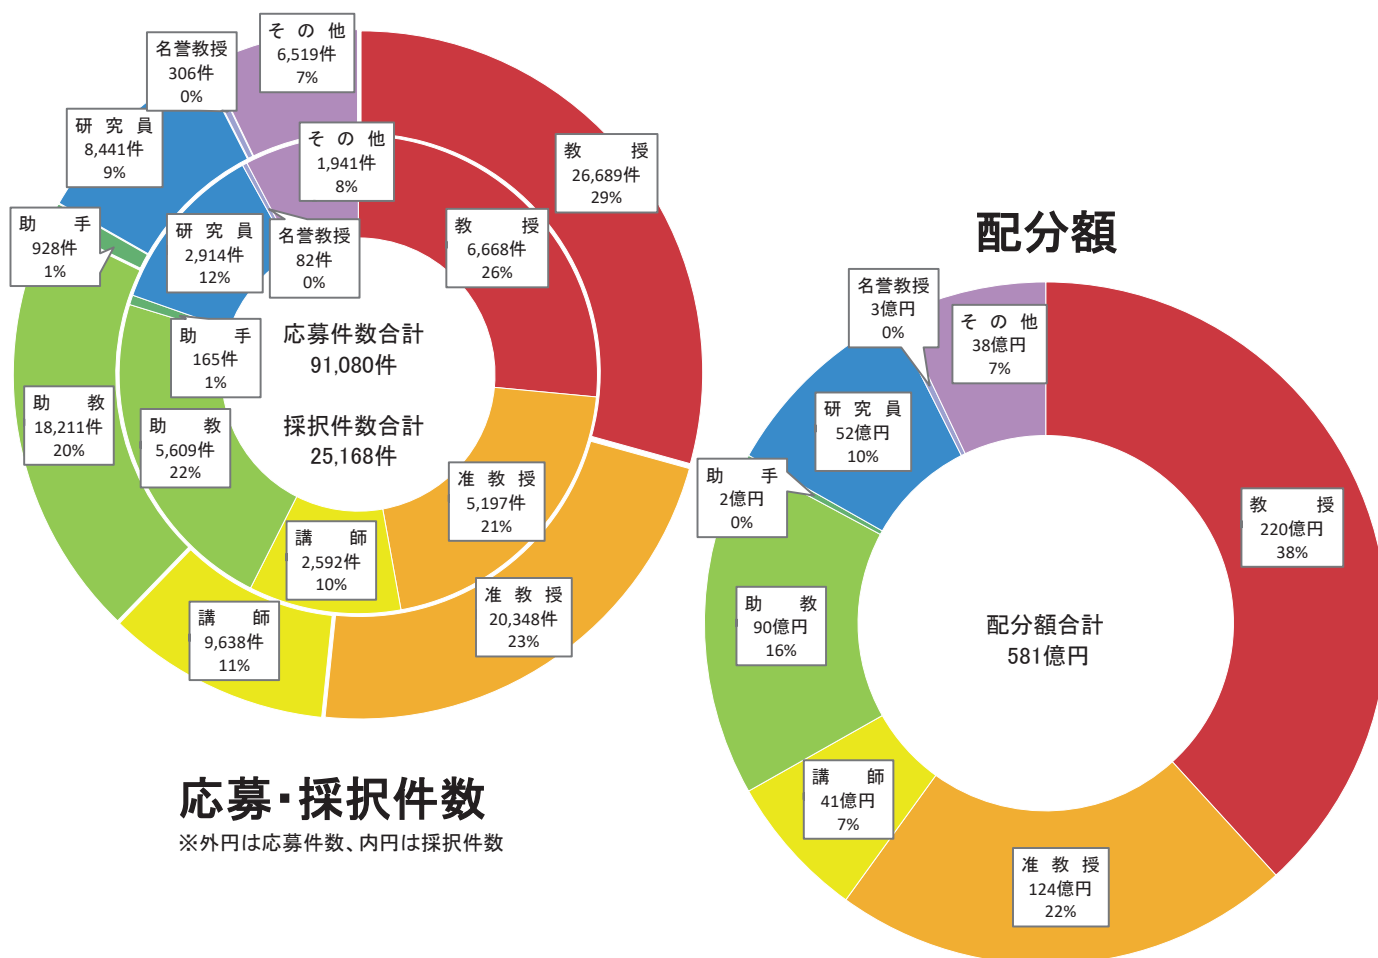 その他
6,519件
7%
名誉教授
306件
0%
研究員
8,441件
9%
助手
928件
1%
助教
18,211件
20%
講師
9,638件
11%
准教授
20,348件
23%
教授
26,689件
29%
その他
1,941件
8%
名誉教授
82件
0%
研究員
2,914件
12%
助手
165件
1%
助教
5,609件
22%
講師
2,592件
10%
准教授
5,197件
21%
教授
6,668件
26%
応募件数合計
91,080件
採択件数合計
25,168件
応募・採択件数
※外円は応募件数、内円は採択件数
配分額
名誉教授
3億円
0%
その他
38億円
7%
研究員
52億円
10%
助手
2億円
0%
助教
90億円
16%
講師
41億円
7%
准教授
124億円
22%
教授
220億円
38%
配分額合計
581億円